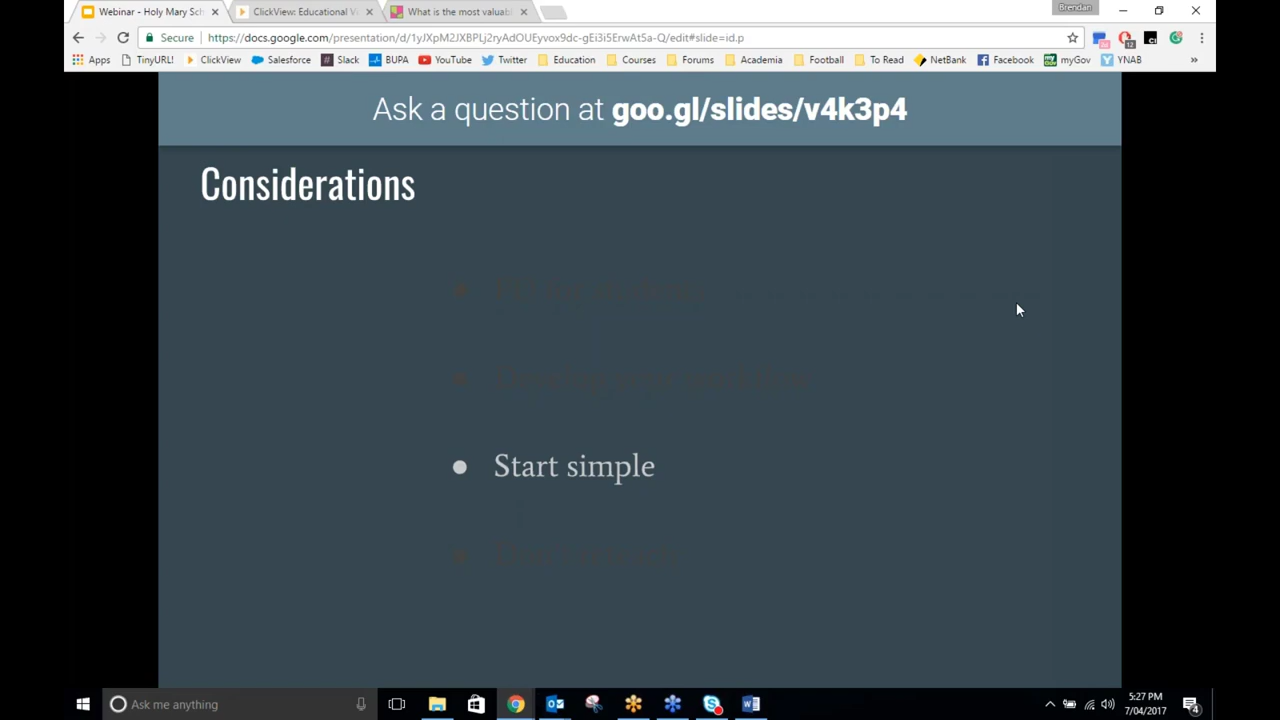 Brendan
Webinar - Holy Mary Sch
ClickView: Educational V
What is the most valuabl
Secure
https://docs.google.com/presentation/d/1yJXpM2JXBPLj2ryAdOUEyvox9dc-gEi3i5ErwAt5a-Q/edit#slide=id.p
12
Apps TinyURL! ClickView Salesforce Slack BUPA YouTube Twitter Education Courses Forums Academia Football To Read NetBank Facebook myGov YNAB »
Ask a question at goo.gl/slides/v4k3p4
Considerations
● Start simple
Ask me anything
5:27 PM
7/04/2017
4